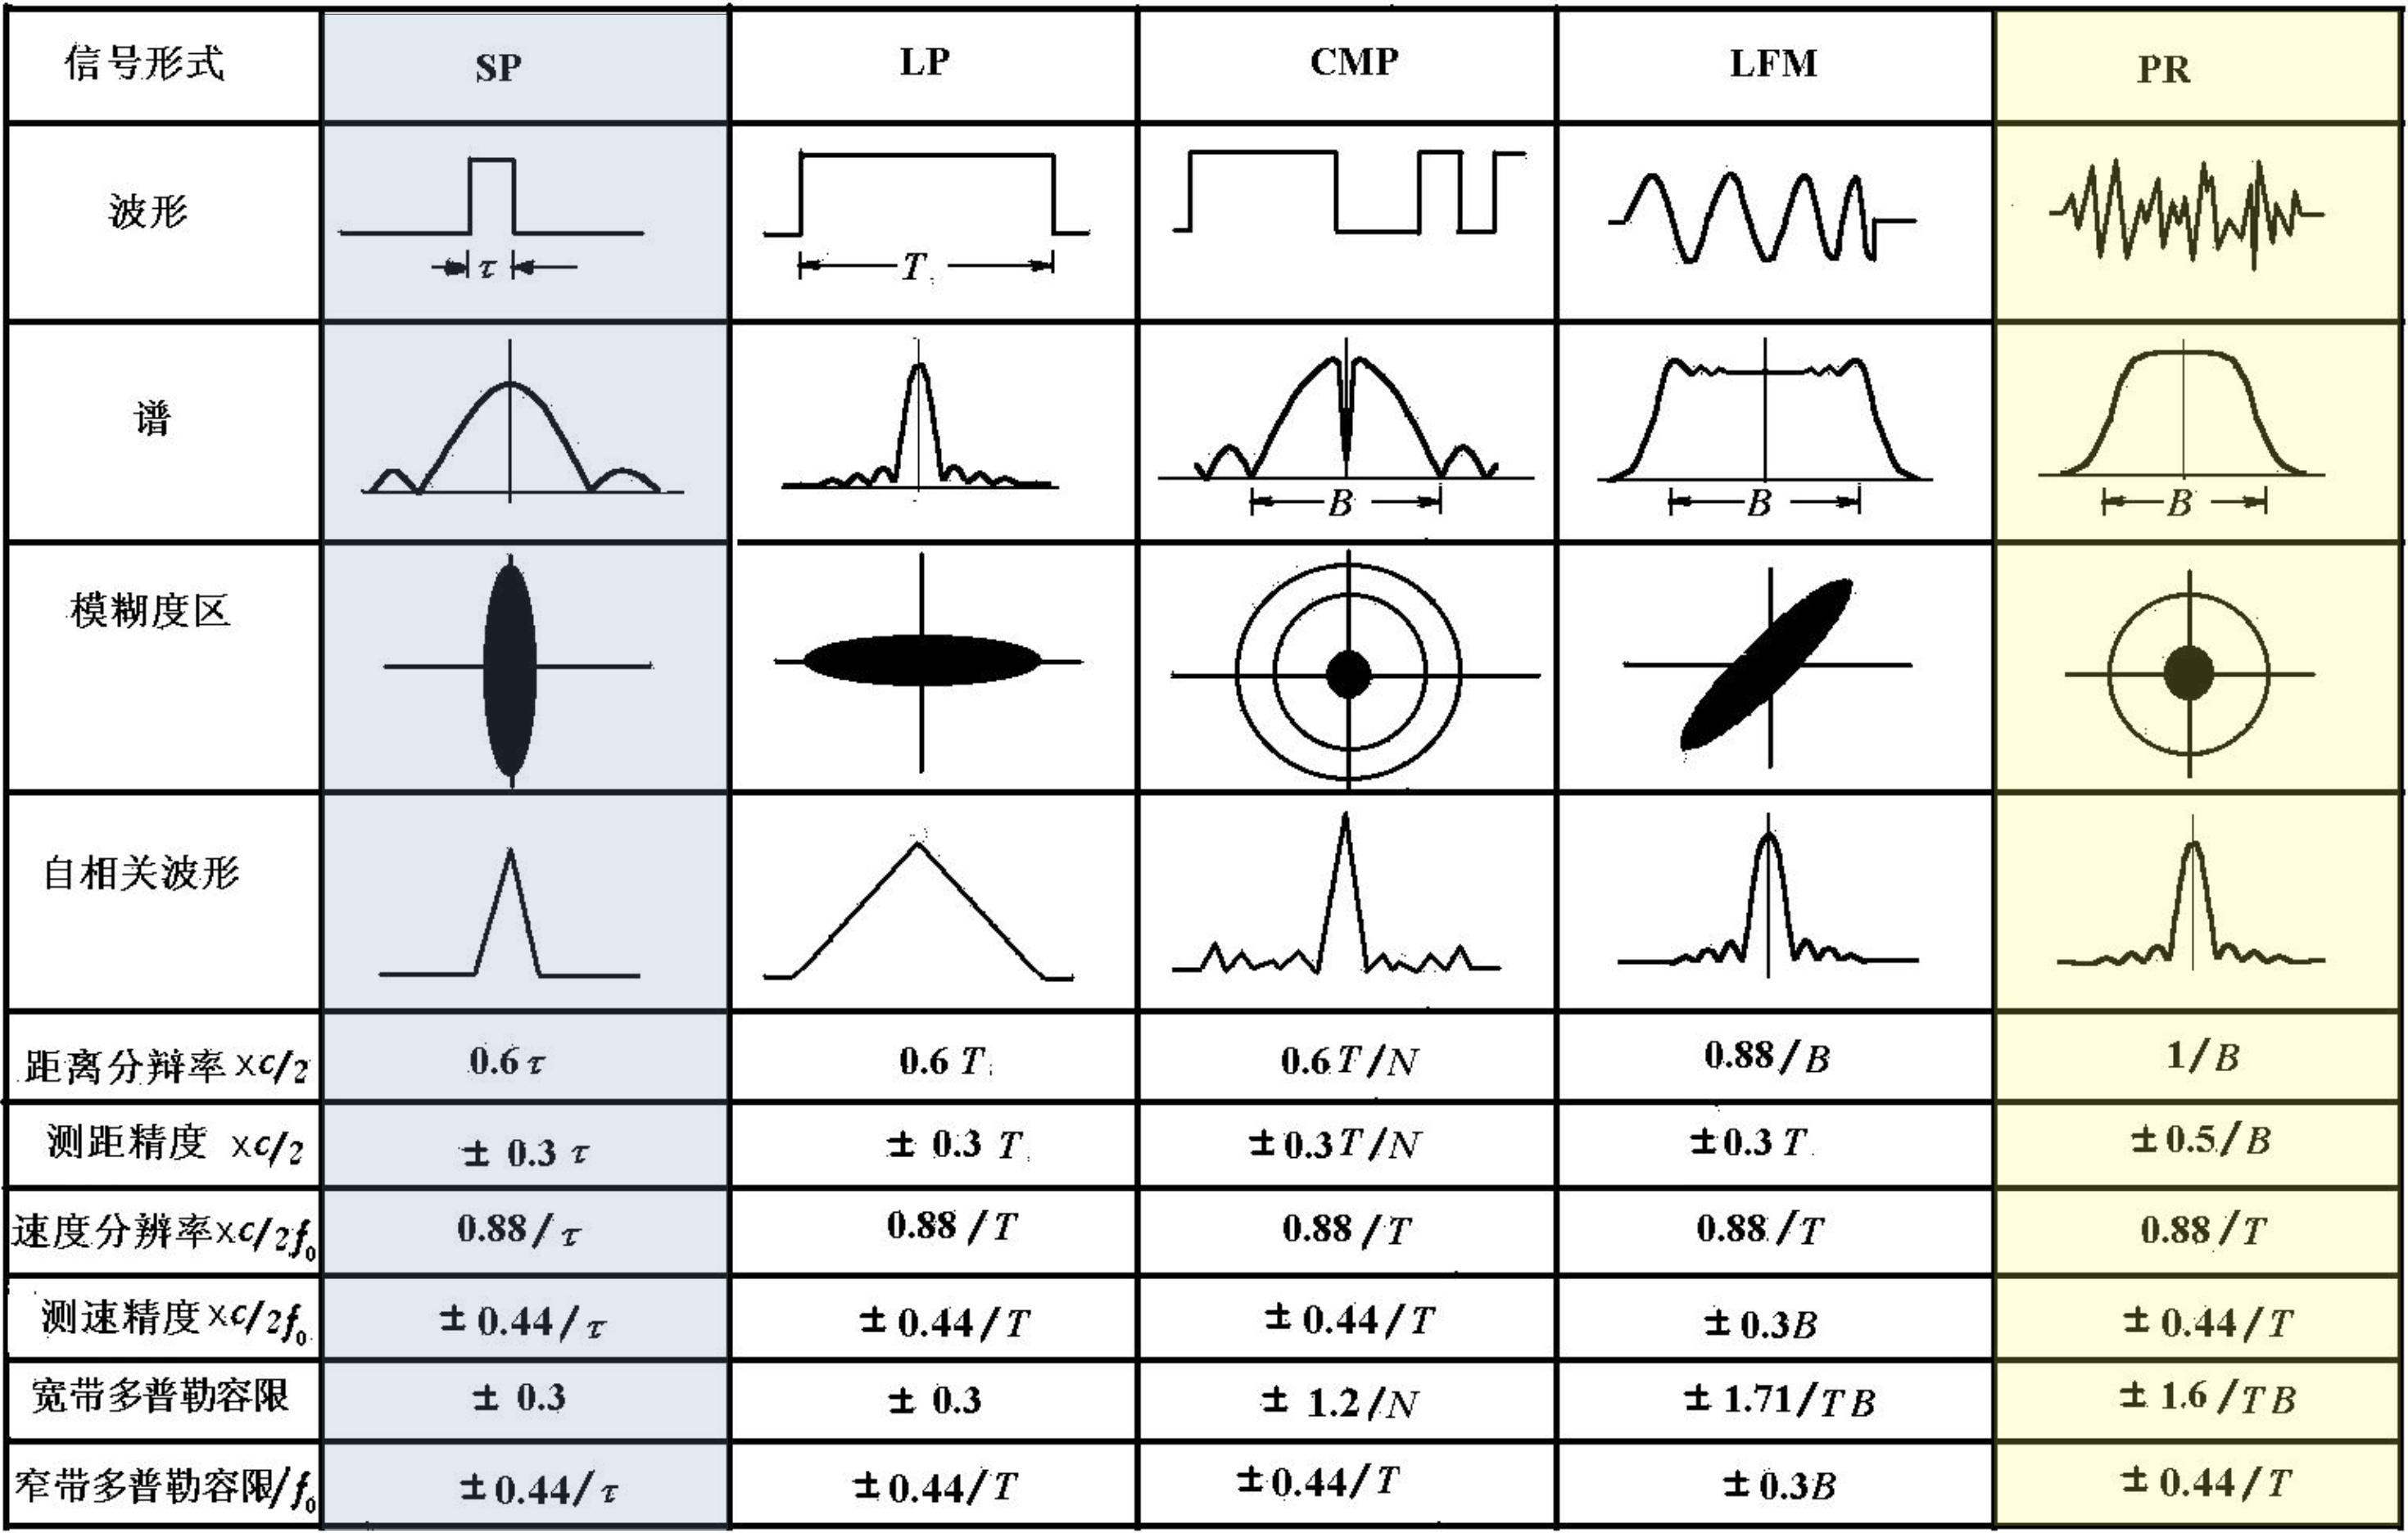 信号形式 SP LP CMP LFM PR
波形
τ T
谱
B B B
模糊度区
自相关波形
距离分辩率 ×c/2 0.6τ 0.6 T 0.6T/N 0.88/B 1/B
测距精度 ×c/2 ± 0.3 τ ± 0.3 T ±0.3T/N ±0.3 T ±0.5/B
速度分辨率×c/2f₀ 0.88/τ 0.88/T 0.88/T 0.88/T 0.88/T
测速精度×c/2f₀ ±0.44/τ ±0.44/T ±0.44/T ±0.3B ±0.44/T
宽带多普勒容限 ± 0.3 ± 0.3 ± 1.2/N ±1.71/TB ±1.6/TB
窄带多普勒容限/f₀ ±0.44/τ ±0.44/T ±0.44/T ±0.3B ±0.44/T